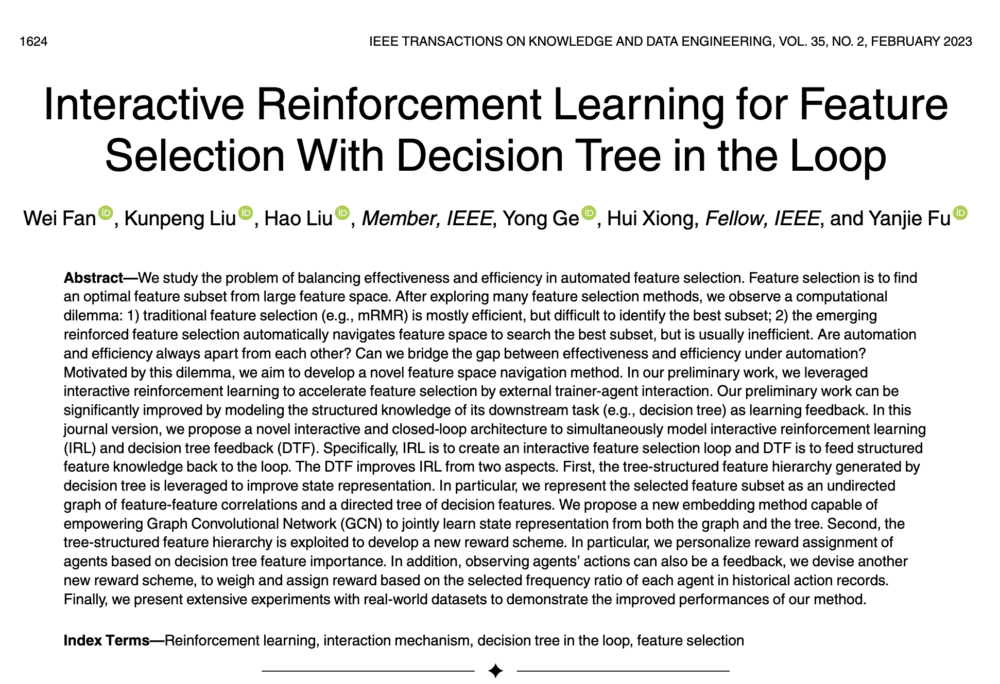 1624
IEEE TRANSACTIONS ON KNOWLEDGE AND DATA ENGINEERING, VOL. 35, NO. 2, FEBRUARY 2023
Interactive Reinforcement Learning for Feature
Selection With Decision Tree in the Loop
Wei Fan iD, Kunpeng Liu iD, Hao Liu iD, Member, IEEE, Yong Ge iD, Hui Xiong, Fellow, IEEE, and Yanjie Fu iD
Abstract—We study the problem of balancing effectiveness and efficiency in automated feature selection. Feature selection is to find
an optimal feature subset from large feature space. After exploring many feature selection methods, we observe a computational
dilemma: 1) traditional feature selection (e.g., mRMR) is mostly efficient, but difficult to identify the best subset; 2) the emerging
reinforced feature selection automatically navigates feature space to search the best subset, but is usually inefficient. Are automation
and efficiency always apart from each other? Can we bridge the gap between effectiveness and efficiency under automation?
Motivated by this dilemma, we aim to develop a novel feature space navigation method. In our preliminary work, we leveraged
interactive reinforcement learning to accelerate feature selection by external trainer-agent interaction. Our preliminary work can be
significantly improved by modeling the structured knowledge of its downstream task (e.g., decision tree) as learning feedback. In this
journal version, we propose a novel interactive and closed-loop architecture to simultaneously model interactive reinforcement learning
(IRL) and decision tree feedback (DTF). Specifically, IRL is to create an interactive feature selection loop and DTF is to feed structured
feature knowledge back to the loop. The DTF improves IRL from two aspects. First, the tree-structured feature hierarchy generated by
decision tree is leveraged to improve state representation. In particular, we represent the selected feature subset as an undirected
graph of feature-feature correlations and a directed tree of decision features. We propose a new embedding method capable of
empowering Graph Convolutional Network (GCN) to jointly learn state representation from both the graph and the tree. Second, the
tree-structured feature hierarchy is exploited to develop a new reward scheme. In particular, we personalize reward assignment of
agents based on decision tree feature importance. In addition, observing agents’ actions can also be a feedback, we devise another
new reward scheme, to weigh and assign reward based on the selected frequency ratio of each agent in historical action records.
Finally, we present extensive experiments with real-world datasets to demonstrate the improved performances of our method.
Index Terms—Reinforcement learning, interaction mechanism, decision tree in the loop, feature selection